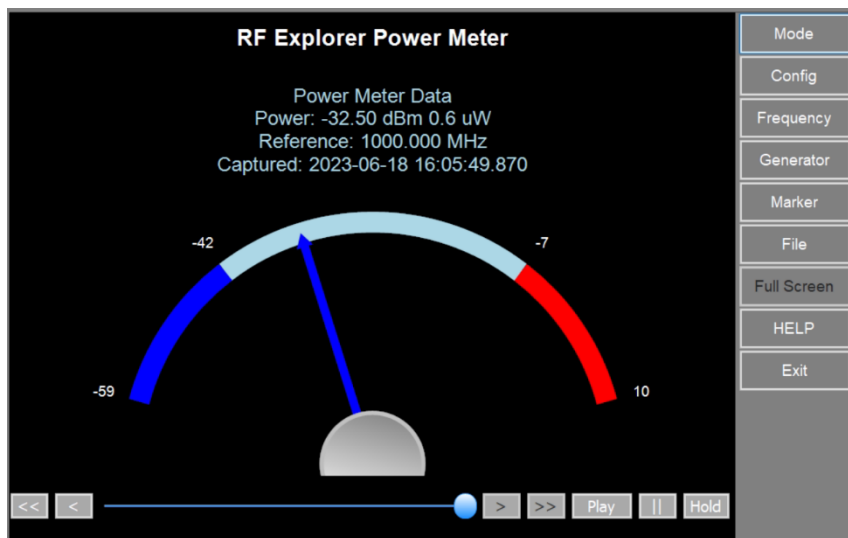 RF Explorer Power Meter
Power Meter Data
Power: -32.50 dBm 0.6 uW
Reference: 1000.000 MHz
Captured: 2023-06-18 16:05:49.870
-42
-7
-59
10
<<
<
>
>>
Play
||
Hold
Mode
Config
Frequency
Generator
Marker
File
Full Screen
HELP
Exit